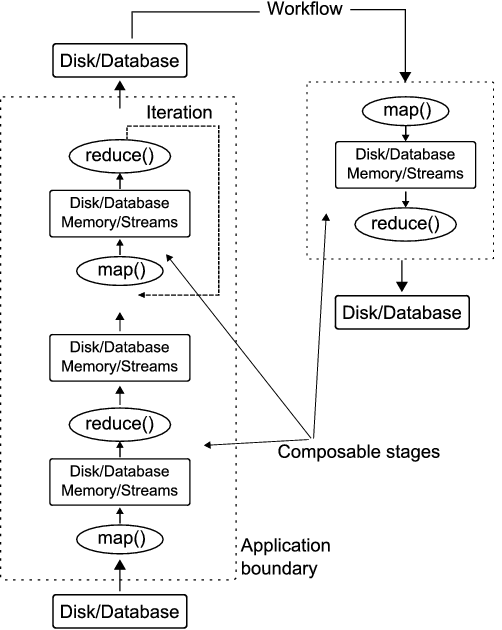 Workflow
Disk/Database
Iteration
reduce()
Disk/Database
Memory/Streams
map()
Disk/Database
Memory/Streams
reduce()
Disk/Database
Memory/Streams
map()
Application
boundary
Disk/Database
map()
Disk/Database
Memory/Streams
reduce()
Disk/Database
Composable stages